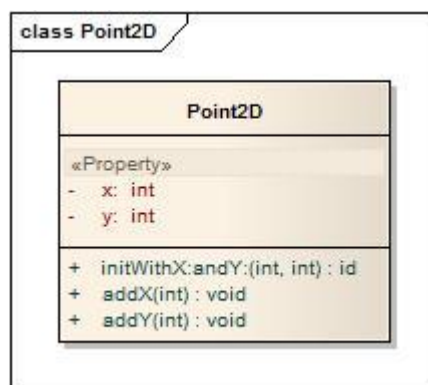 class Point2D
Point2D
«Property»
- x: int
- y: int
+ initWithX:andY:(int, int) : id
+ addX(int) : void
+ addY(int) : void